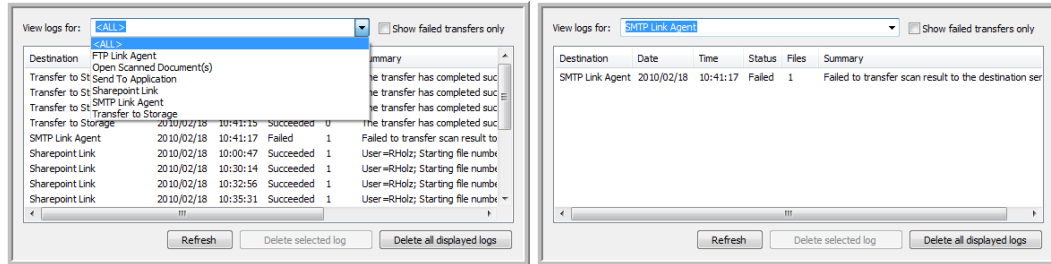 View logs for: <ALL> Show failed transfers only
<ALL>
FTP Link Agent
Open Scanned Document(s)
Send To Application
Sharepoint Link
SMTP Link Agent
Transfer to Storage
Destination
Transfer to St he transfer has completed suc
Transfer to St he transfer has completed suc
Transfer to St he transfer has completed suc
Transfer to Storage 2010/02/18 10:41:15 Succeeded 0 The transfer has completed suc
SMTP Link Agent 2010/02/18 10:41:17 Failed 1 Failed to transfer scan result to
Sharepoint Link 2010/02/18 10:00:47 Succeeded 1 User=RHolz; Starting file numbe
Sharepoint Link 2010/02/18 10:30:14 Succeeded 1 User=RHolz; Starting file numbe
Sharepoint Link 2010/02/18 10:32:56 Succeeded 1 User=RHolz; Starting file numbe
Sharepoint Link 2010/02/18 10:35:31 Succeeded 1 User=RHolz; Starting file numbe
Refresh Delete selected log Delete all displayed logs
View logs for: SMTP Link Agent Show failed transfers only
Destination Date Time Status Files Summary
SMTP Link Agent 2010/02/18 10:41:17 Failed 1 Failed to transfer scan result to the destination ser
Refresh Delete selected log Delete all displayed logs